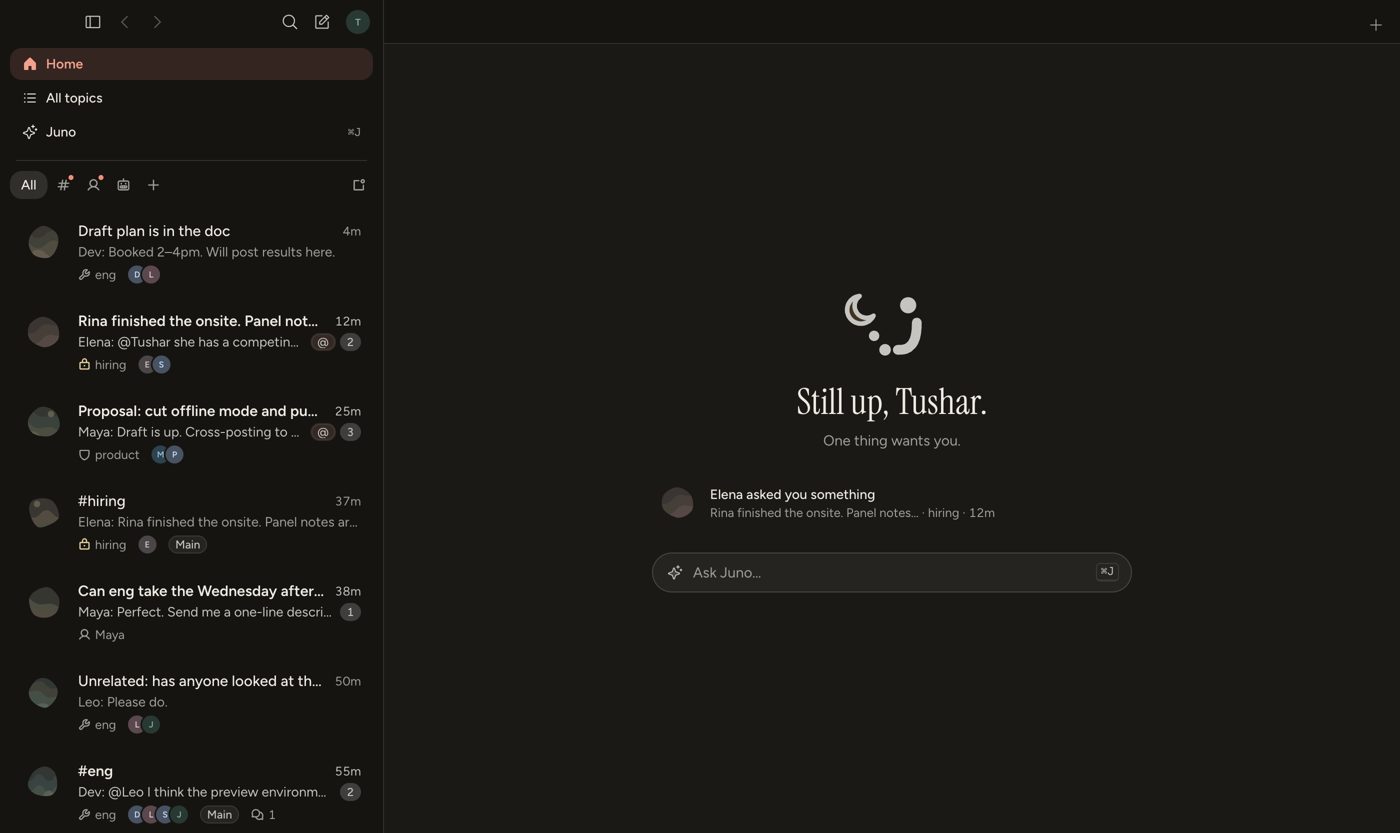 T
Home
All topics
Juno ⌘J
All
Draft plan is in the doc 4m
Dev: Booked 2–4pm. Will post results here.
eng D L
Rina finished the onsite. Panel not... 12m
Elena: @Tushar she has a competin... @ 2
hiring E S
Proposal: cut offline mode and pu... 25m
Maya: Draft is up. Cross-posting to ... @ 3
product M P
#hiring 37m
Elena: Rina finished the onsite. Panel notes ar...
hiring E Main
Can eng take the Wednesday after... 38m
Maya: Perfect. Send me a one-line descri... 1
Maya
Unrelated: has anyone looked at th... 50m
Leo: Please do.
eng L J
#eng 55m
Dev: @Leo I think the preview environm... 2
eng D L S J Main 1
Still up, Tushar.
One thing wants you.
Elena asked you something
Rina finished the onsite. Panel notes... · hiring · 12m
Ask Juno... ⌘J